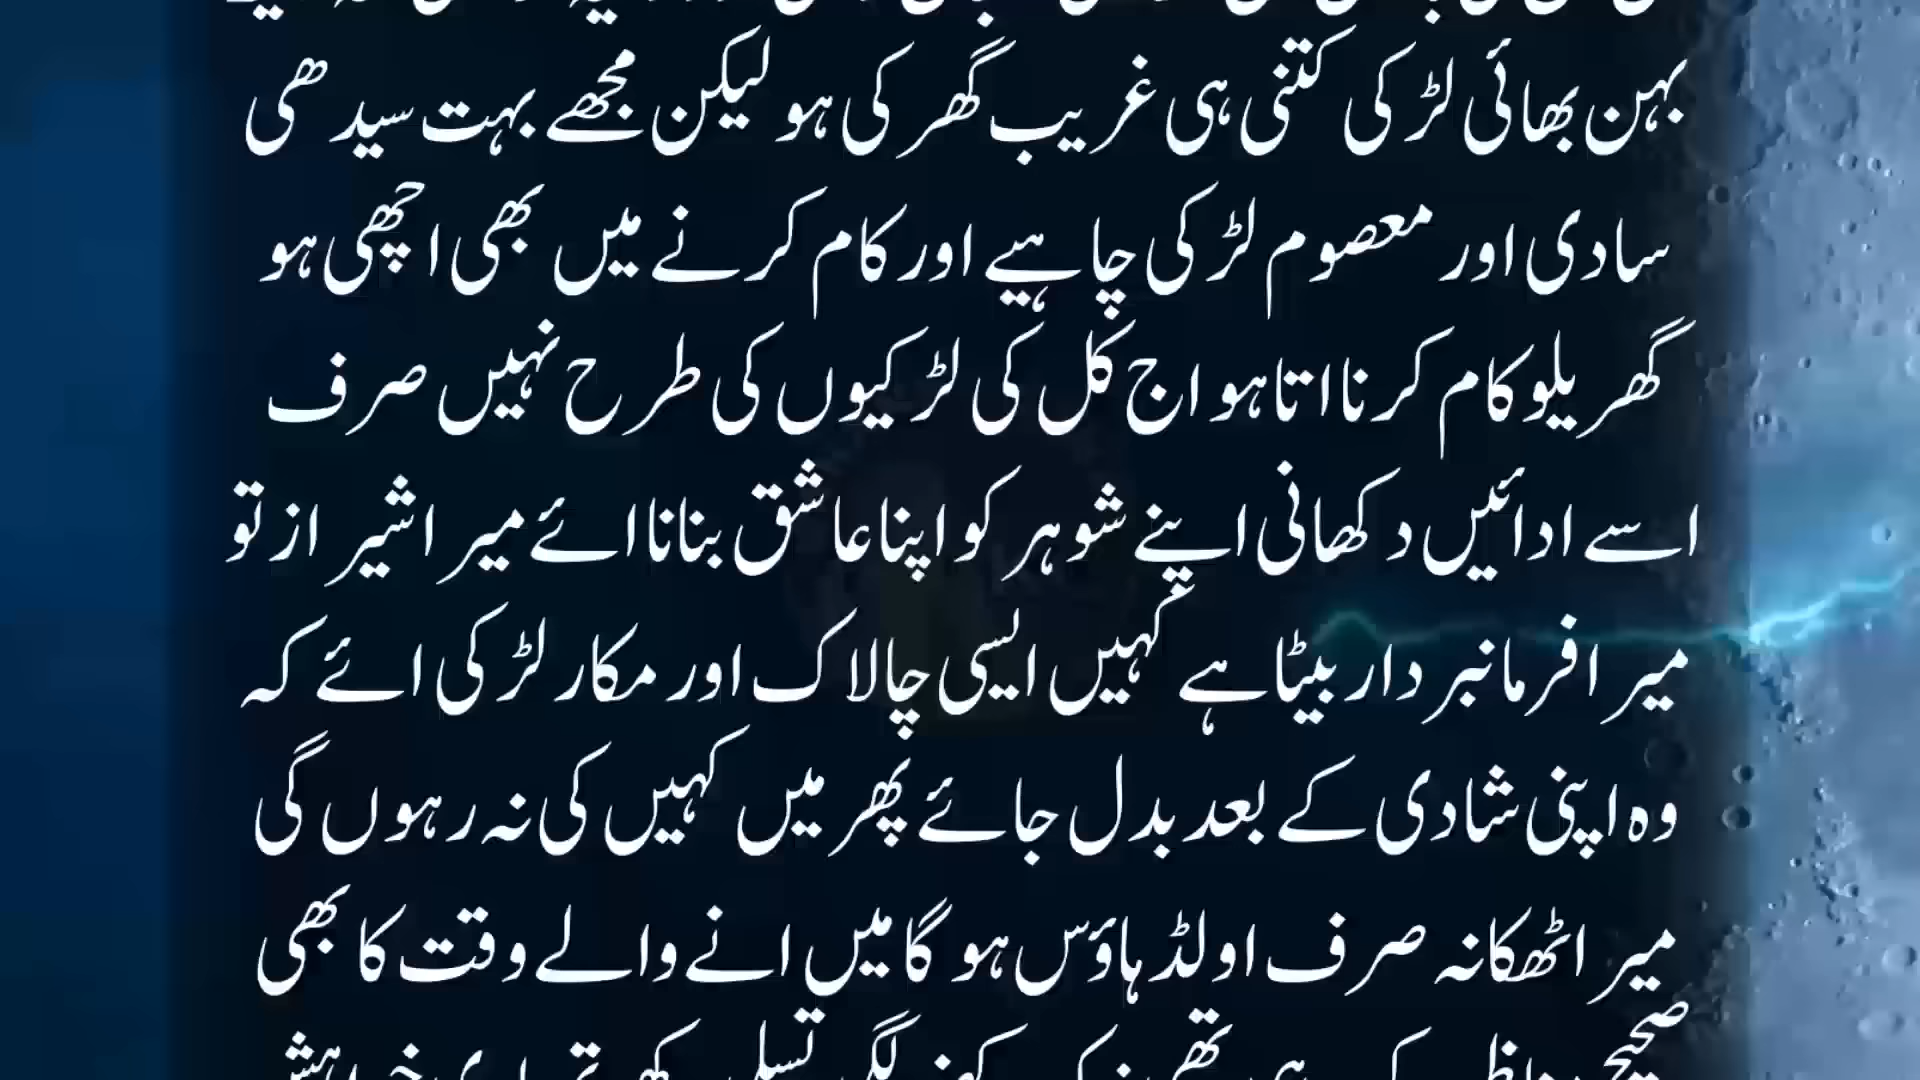 بہن بھائی لڑکی کتنی ہی غریب گھر کی ہو لیکن مجھے بہت سیدھی
سادی اور معصوم لڑکی چاہیے اور کام کرنے میں بھی اچھی ہو
گھریلو کام کرنا اتا ہو اج کل کی لڑکیوں کی طرح نہیں صرف
اسے ادائیں دکھانی اپنے شوہر کو اپنا عاشق بنانا ائے میرا شیراز تو
میرا فرمانبردار بیٹا ہے کہیں ایسی چالاک اور مکار لڑکی ائے کہ
وہ اپنی شادی کے بعد بدل جائے پھر میں کہیں کی نہ رہوں گی
میرا ٹھکانہ صرف اولڈ ہاؤس ہو گا میں انے والے وقت کا بھی